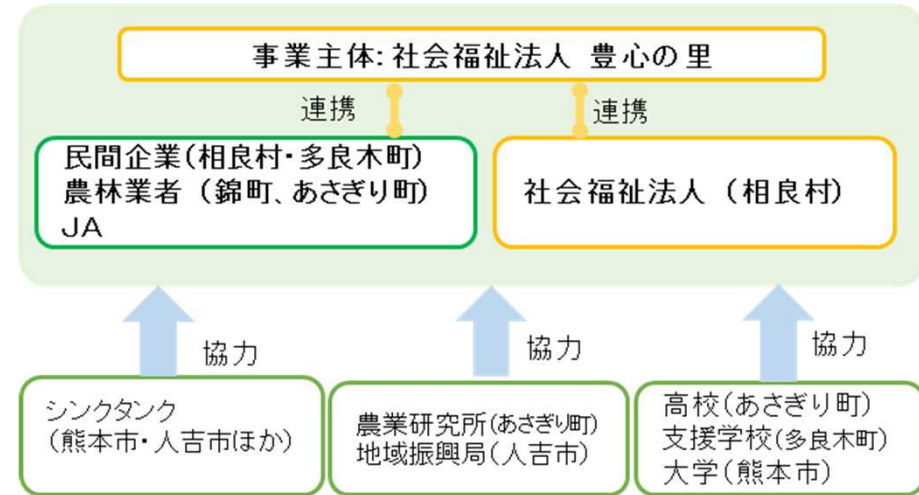 事業主体: 社会福祉法人 豊心の里
連携
連携
民間企業(相良村・多良木町)
農林業者 (錦町、あさぎり町)
JA
社会福祉法人 (相良村)
協力
協力
協力
シンクタンク
(熊本市・人吉市ほか)
農業研究所(あさぎり町)
地域振興局(人吉市)
高校(あさぎり町)
支援学校(多良木町)
大学(熊本市)